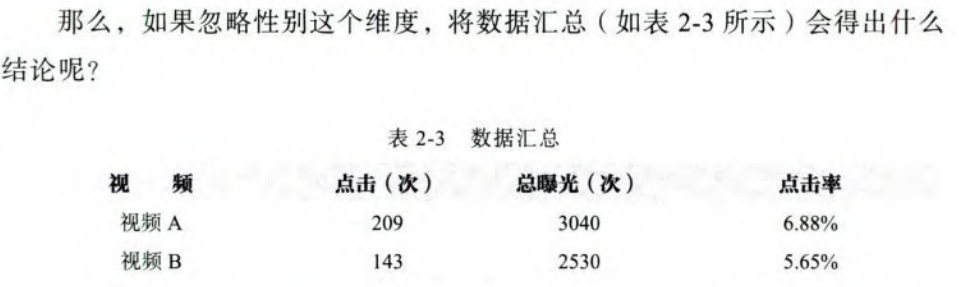 那么，如果忽略性别这个维度，将数据汇总（如表 2-3 所示）会得出什么
结论呢？
表 2-3 数据汇总
视 频 点击（次） 总曝光（次） 点击率
视频 A 209 3040 6.88%
视频 B 143 2530 5.65%